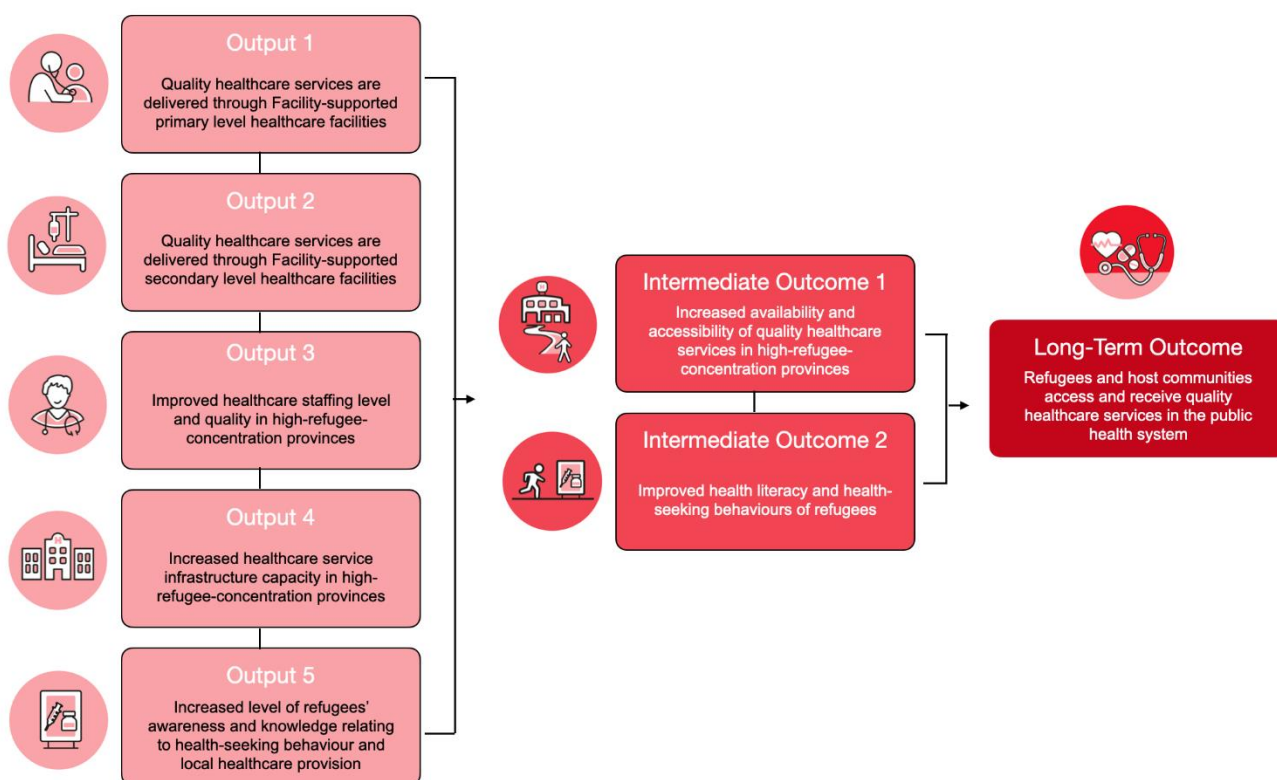 Output 1
Quality healthcare services are
delivered through Facility-supported
primary level healthcare facilities
Output 2
Quality healthcare services are
delivered through Facility-supported
secondary level healthcare facilities
Output 3
Improved healthcare staffing level
and quality in high-refugee-
concentration provinces
Output 4
Increased healthcare service
infrastructure capacity in high-
refugee-concentration provinces
Output 5
Increased level of refugees’
awareness and knowledge relating
to health-seeking behaviour and
local healthcare provision
Intermediate Outcome 1
Increased availability and
accessibility of quality healthcare
services in high-refugee-
concentration provinces
Intermediate Outcome 2
Improved health literacy and health-
seeking behaviours of refugees
Long-Term Outcome
Refugees and host communities
access and receive quality
healthcare services in the public
health system